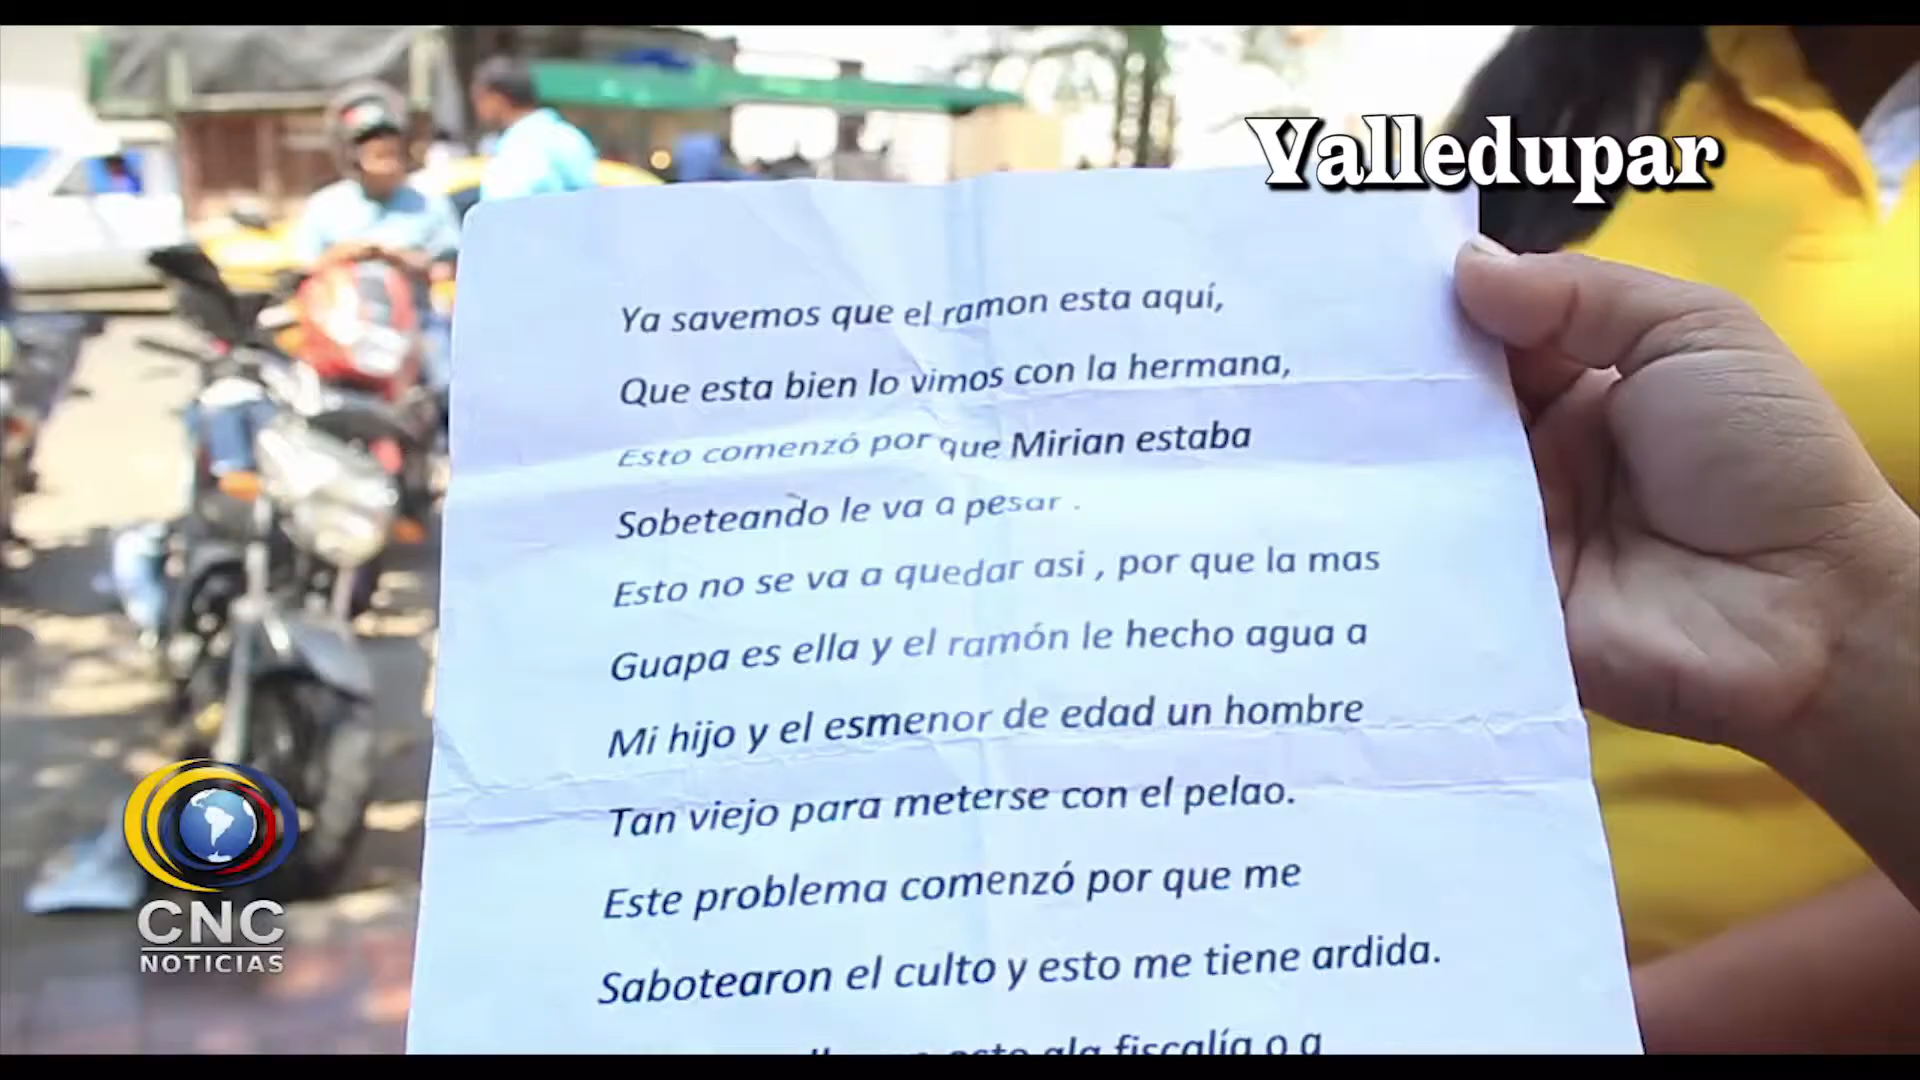 Valledupar
Ya savemos que el ramon esta aquí,
Que esta bien lo vimos con la hermana,
Esto comenzó por que Mirian estaba
Sobeteando le va a pesar .
Esto no se va a quedar asi , por que la mas
Guapa es ella y el ramón le hecho agua a
Mi hijo y el esmenor de edad un hombre
Tan viejo para meterse con el pelao.
Este problema comenzó por que me
Sabotearon el culto y esto me tiene ardida.
esto ala fiscalía o a
CNC
NOTICIAS